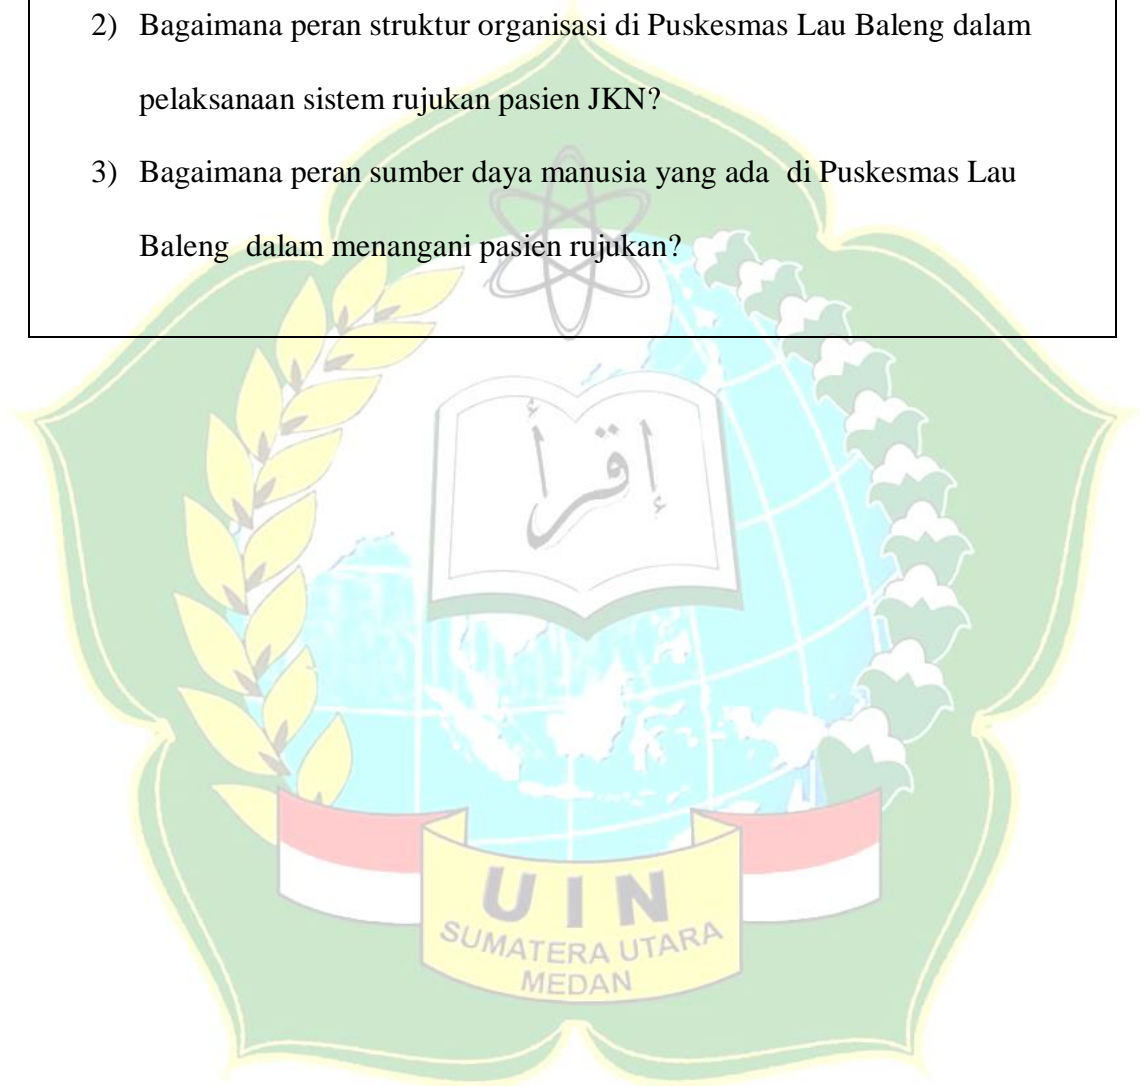 2) Bagaimana peran struktur organisasi di Puskesmas Lau Baleng dalam
pelaksanaan sistem rujukan pasien JKN?
3) Bagaimana peran sumber daya manusia yang ada di Puskesmas Lau
Baleng dalam menangani pasien rujukan?
إقرأ
UIN
SUMATERA UTARA
MEDAN